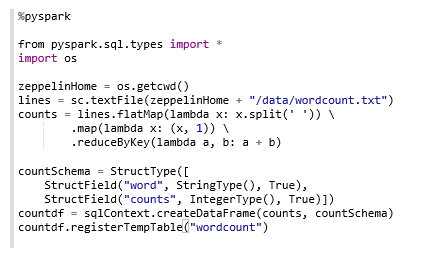 %pyspark
from pyspark.sql.types import *
import os
zeppelinHome = os.getcwd()
lines = sc.textFile(zeppelinHome + "/data/wordcount.txt")
counts = lines.flatMap(lambda x: x.split(' ')) \
        .map(lambda x: (x, 1)) \
        .reduceByKey(lambda a, b: a + b)
countSchema = StructType([
    StructField("word", StringType(), True),
    StructField("counts", IntegerType(), True)])
countdf = sqlContext.createDataFrame(counts, countSchema)
countdf.registerTempTable("wordcount")